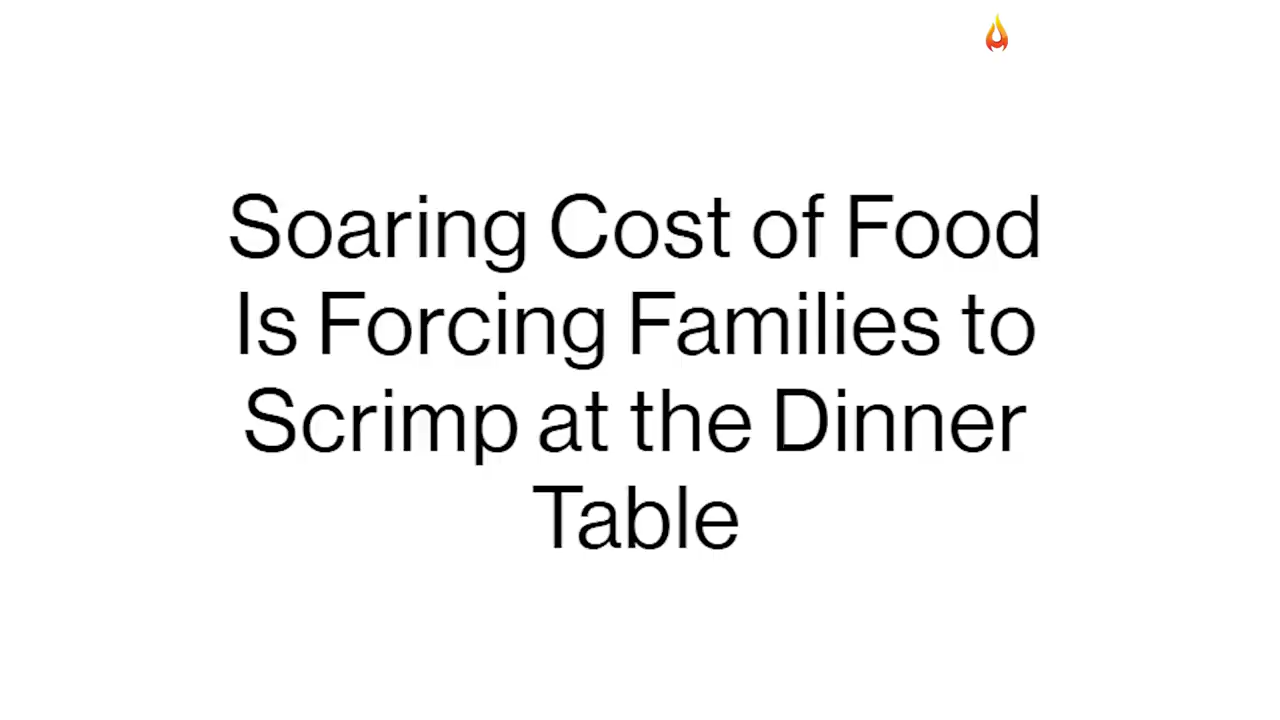 Soaring Cost of Food
Is Forcing Families to
Scrimp at the Dinner
Table